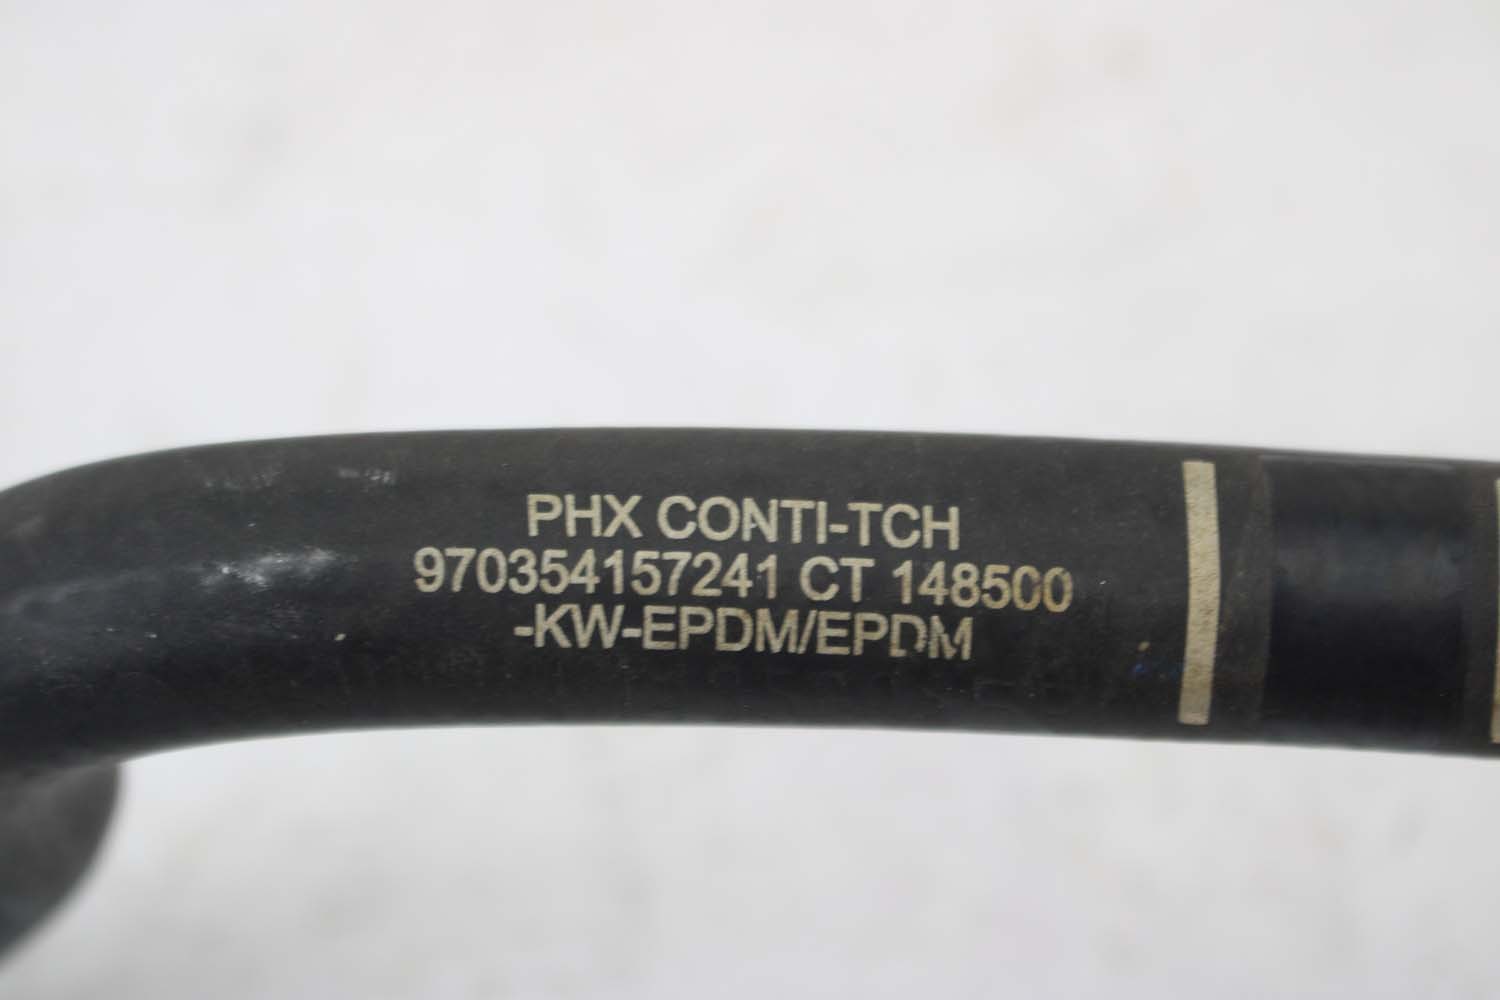 PHX CONTI-TCH
970354157241 CT 148500
-KW-EPDM/EPDM